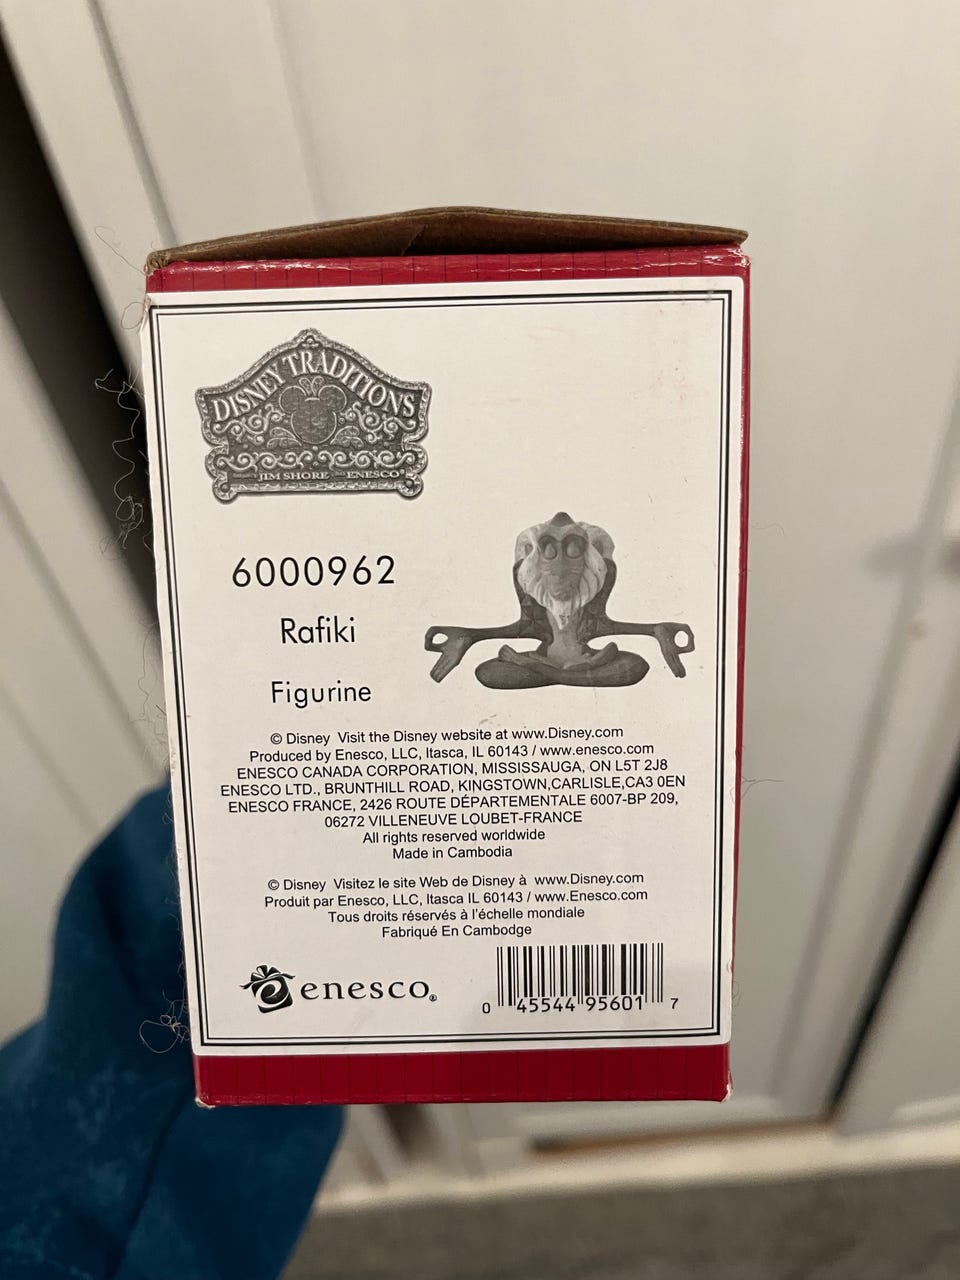 DISNEY TRADITIONS
JIM SHORE ENESCO
6000962
Rafiki
Figurine
© Disney Visit the Disney website at www.Disney.com
Produced by Enesco, LLC, Itasca, IL 60143 / www.enesco.com
ENESCO CANADA CORPORATION, MISSISSAUGA, ON L5T 2J8
ENESCO LTD., BRUNTHILL ROAD, KINGSTOWN,CARLISLE,CA3 0EN
ENESCO FRANCE, 2426 ROUTE DÉPARTEMENTALE 6007-BP 209,
06272 VILLENEUVE LOUBET-FRANCE
All rights reserved worldwide
Made in Cambodia
© Disney Visitez le site Web de Disney à www.Disney.com
Produit par Enesco, LLC, Itasca IL 60143 / www.Enesco.com
Tous droits réservés à l'échelle mondiale
Fabriqué En Cambodge
enesco®
0 45544 95601 7